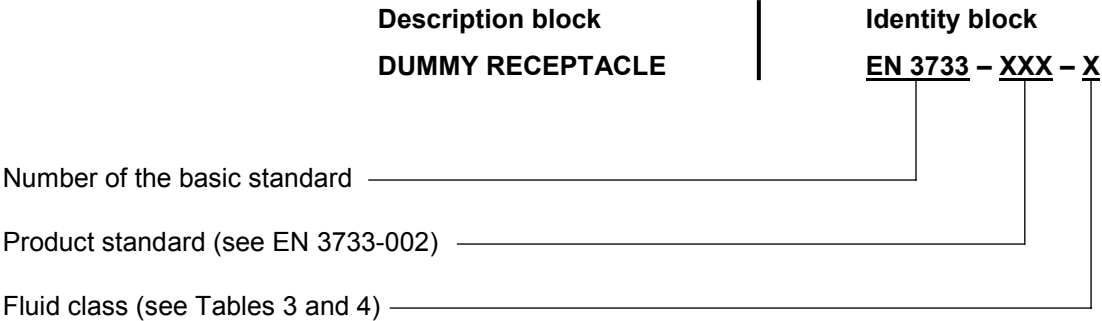 Description block Identity block
DUMMY RECEPTACLE EN 3733 – XXX – X
Number of the basic standard
Product standard (see EN 3733-002)
Fluid class (see Tables 3 and 4)